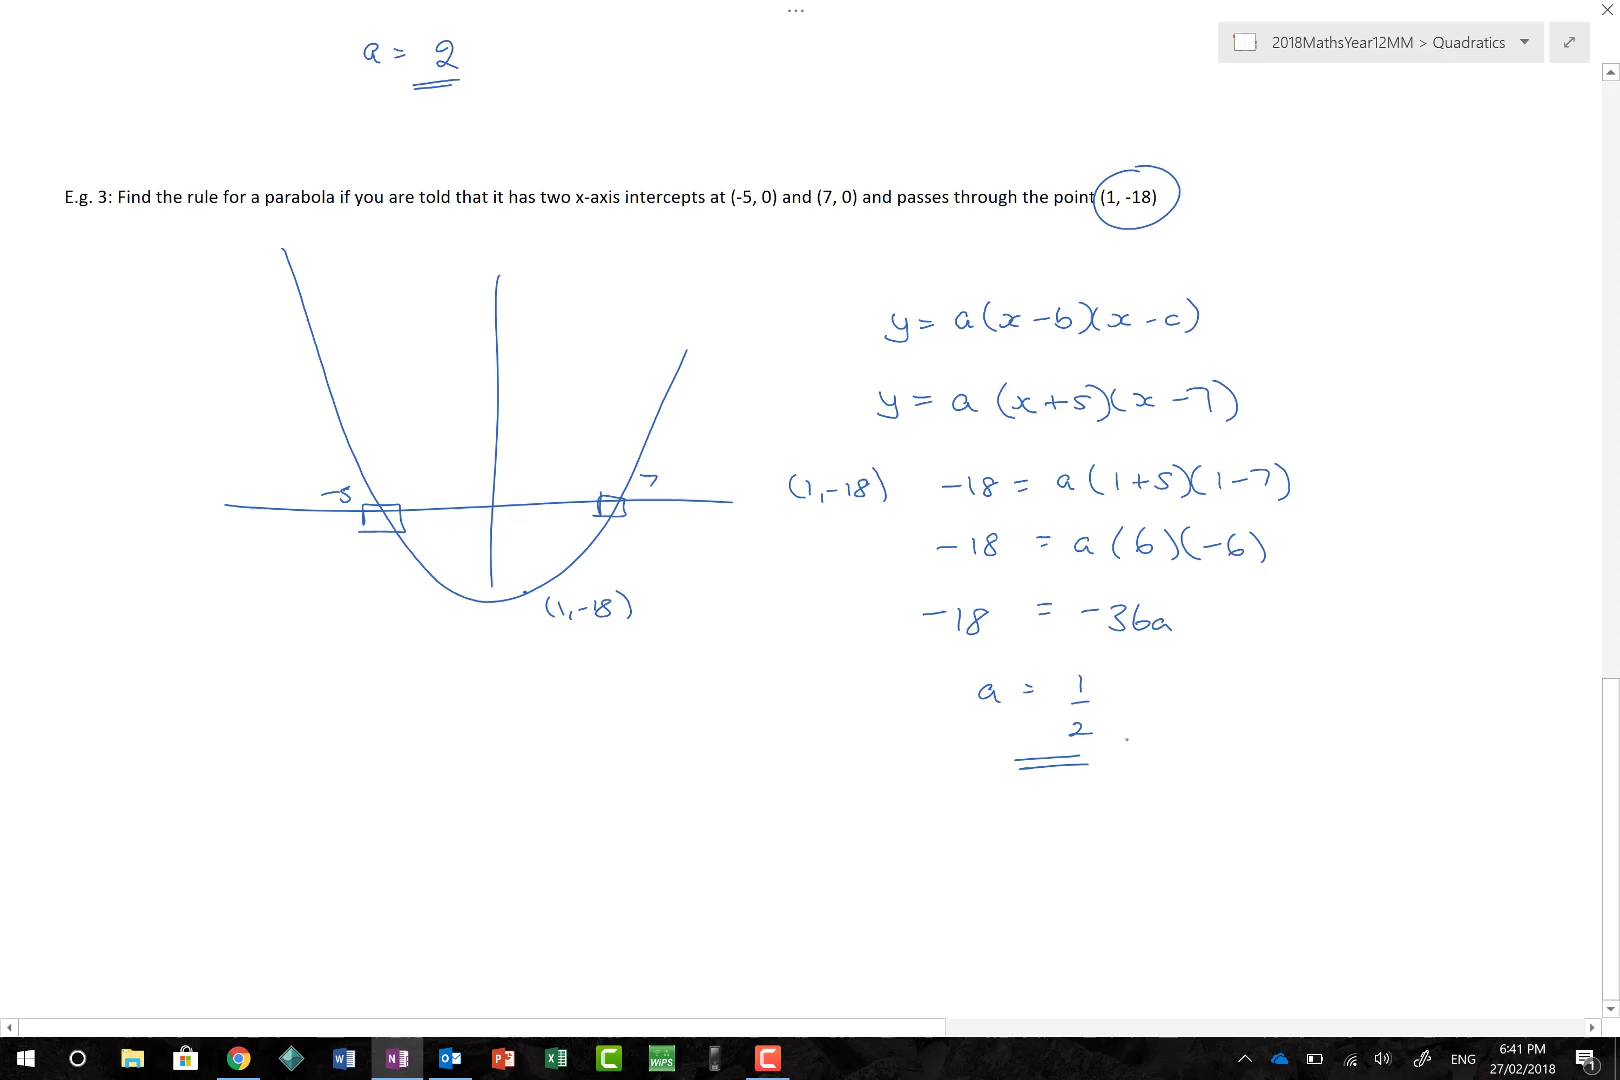 2018MathsYear12MM > Quadratics
a = 2
E.g. 3: Find the rule for a parabola if you are told that it has two x-axis intercepts at (-5, 0) and (7, 0) and passes through the point (1, -18)
y = a(x - b)(x - c)
y = a (x + 5)(x - 7)
-5
7
(1, -18)
(1, -18) -18 = a(1+5)(1-7)
-18 = a(6)(-6)
-18 = -36a
a = 1/2
WIPS
ENG
6:41 PM
27/02/2018
1